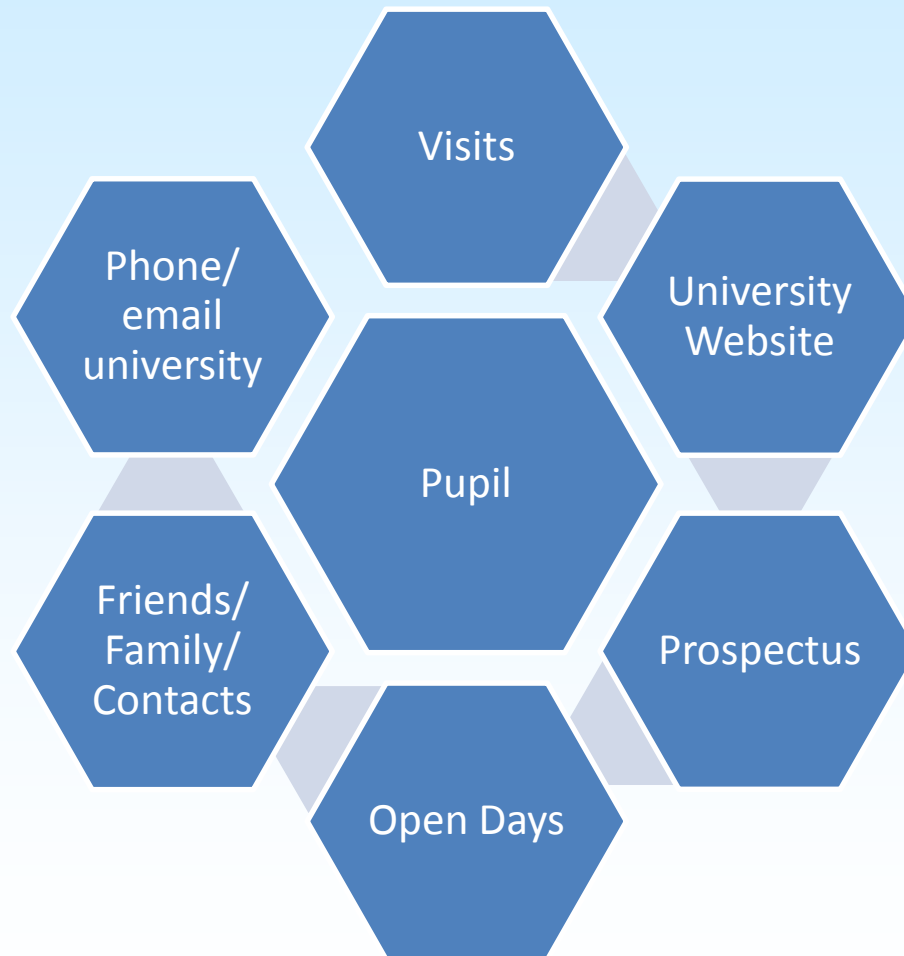 Visits
Phone/
email
university
University
Website
Pupil
Friends/
Family/
Contacts
Prospectus
Open Days